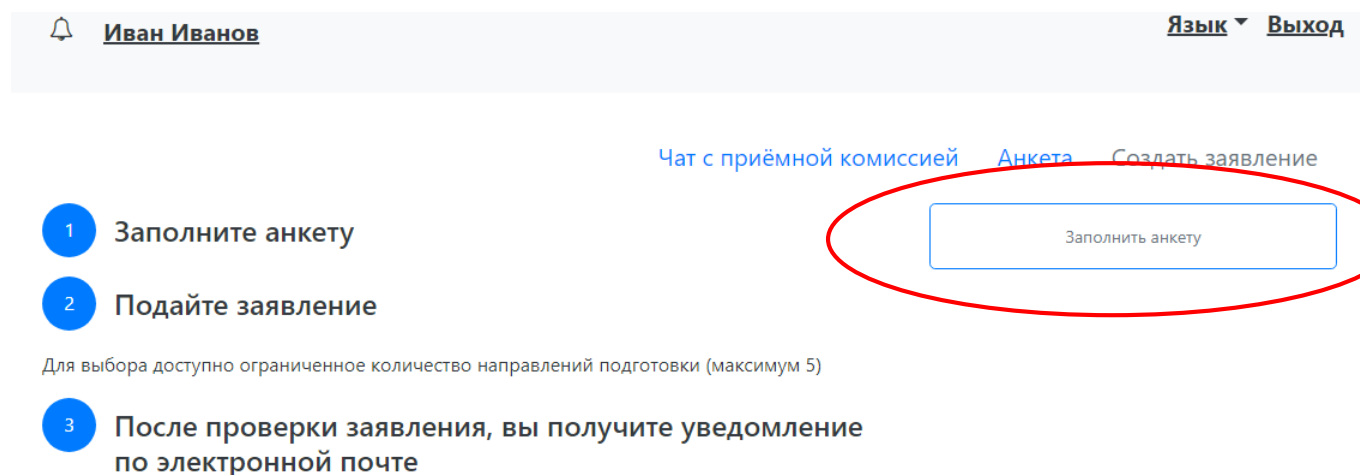 Иван Иванов Язык Выход
Чат с приёмной комиссией Анкета Создать заявление
1 Заполните анкету Заполнить анкету
2 Подайте заявление
Для выбора доступно ограниченное количество направлений подготовки (максимум 5)
3 После проверки заявления, вы получите уведомление
по электронной почте